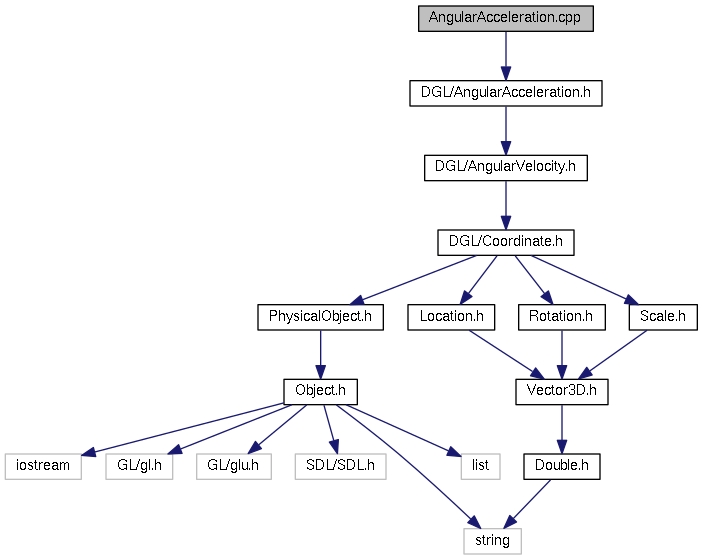 AngularAcceleration.cpp
DGL/AngularAcceleration.h
DGL/AngularVelocity.h
DGL/Coordinate.h
PhysicalObject.h
Location.h
Rotation.h
Scale.h
Object.h
Vector3D.h
iostream
GL/gl.h
GL/glu.h
SDL/SDL.h
list
Double.h
string